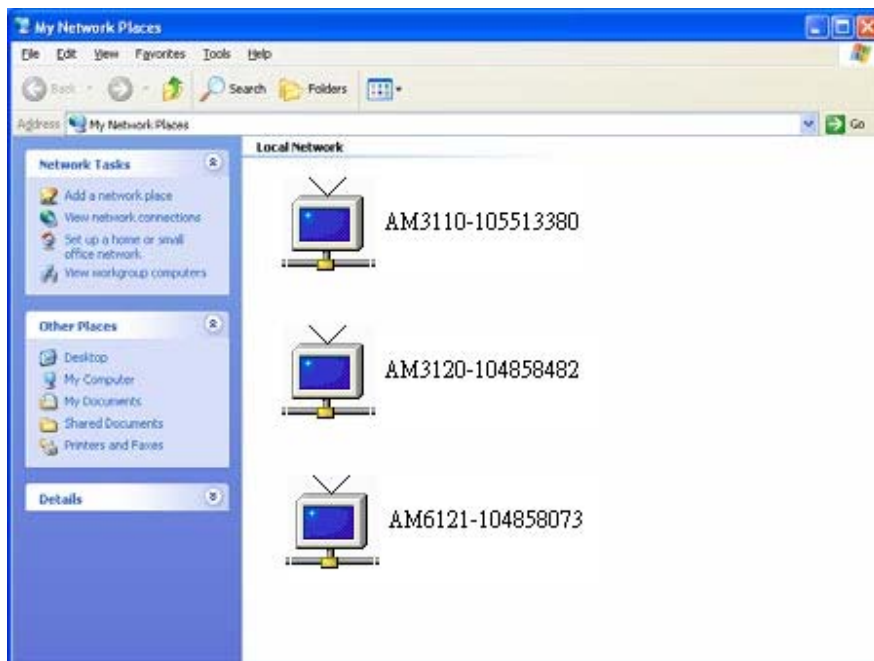 My Network Places
File Edit View Favorites Tools Help
Back Search Folders
Address My Network Places Go
Network Tasks
Add a network place
View network connections
Set up a home or small
office network
View workgroup computers
Other Places
Desktop
My Computer
My Documents
Shared Documents
Printers and Faxes
Details
Local Network
AM3110-105513380
AM3120-104858482
AM6121-104858073